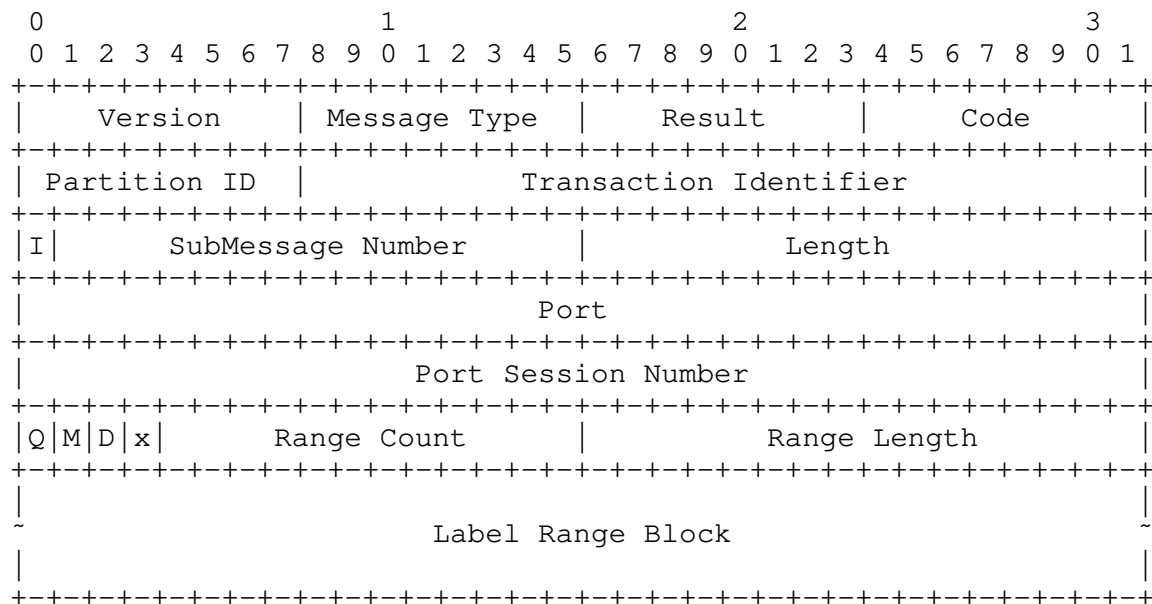 0                   1                   2                   3
 0 1 2 3 4 5 6 7 8 9 0 1 2 3 4 5 6 7 8 9 0 1 2 3 4 5 6 7 8 9 0 1
+-+-+-+-+-+-+-+-+-+-+-+-+-+-+-+-+-+-+-+-+-+-+-+-+-+-+-+-+-+-+-+-+
|    Version    | Message Type  |    Result     |     Code      |
+-+-+-+-+-+-+-+-+-+-+-+-+-+-+-+-+-+-+-+-+-+-+-+-+-+-+-+-+-+-+-+-+
| Partition ID  |            Transaction Identifier             |
+-+-+-+-+-+-+-+-+-+-+-+-+-+-+-+-+-+-+-+-+-+-+-+-+-+-+-+-+-+-+-+-+
|I|      SubMessage Number      |           Length              |
+-+-+-+-+-+-+-+-+-+-+-+-+-+-+-+-+-+-+-+-+-+-+-+-+-+-+-+-+-+-+-+-+
|                             Port                              |
+-+-+-+-+-+-+-+-+-+-+-+-+-+-+-+-+-+-+-+-+-+-+-+-+-+-+-+-+-+-+-+-+
|                      Port Session Number                      |
+-+-+-+-+-+-+-+-+-+-+-+-+-+-+-+-+-+-+-+-+-+-+-+-+-+-+-+-+-+-+-+-+
|Q|M|D|x|      Range Count      |          Range Length         |
+-+-+-+-+-+-+-+-+-+-+-+-+-+-+-+-+-+-+-+-+-+-+-+-+-+-+-+-+-+-+-+-+
|                                                               |
~                       Label Range Block                       ~
|                                                               |
+-+-+-+-+-+-+-+-+-+-+-+-+-+-+-+-+-+-+-+-+-+-+-+-+-+-+-+-+-+-+-+-+